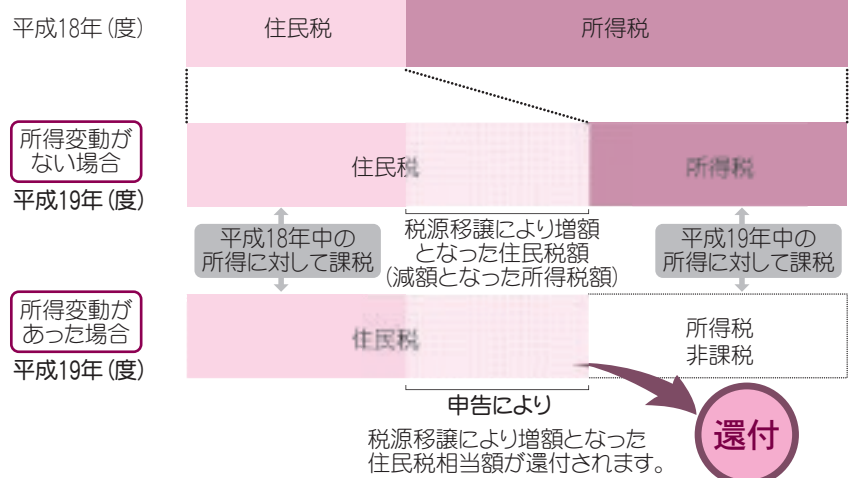 平成18年(度)
住民税
所得税
所得変動が
ない場合
平成19年(度)
住民税
所得税
平成18年中の
所得に対して課税
税源移譲により増額
となった住民税額
(減額となった所得税額)
平成19年中の
所得に対して課税
所得変動が
あった場合
平成19年(度)
住民税
所得税
非課税
申告により
税源移譲により増額となった
住民税相当額が還付されます。
還付